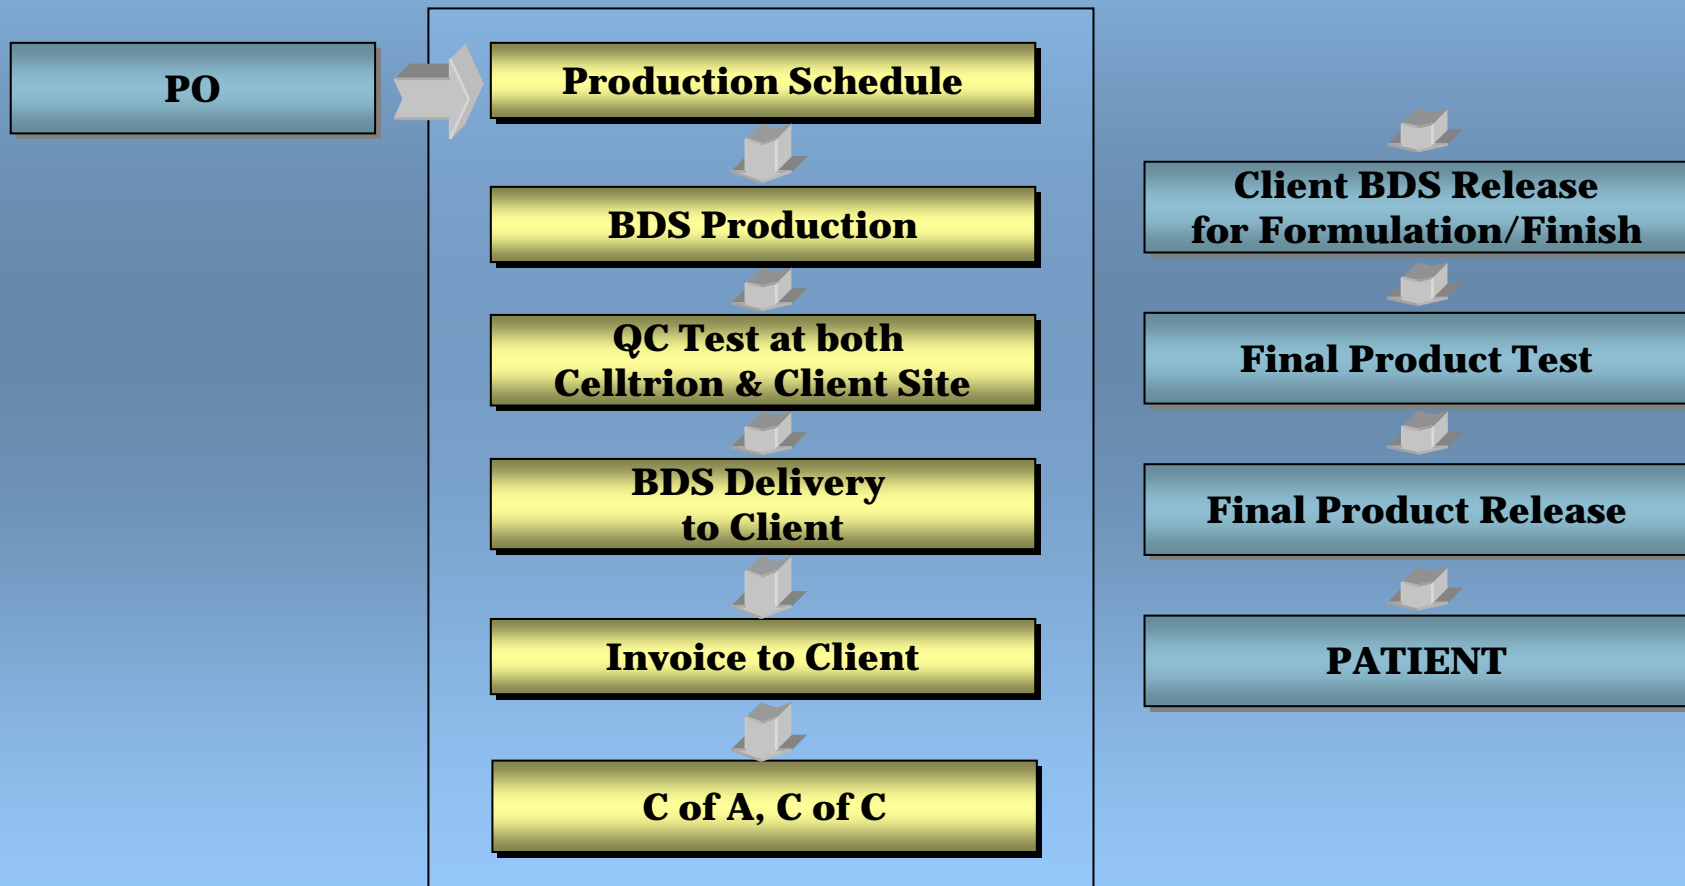 PO
Production Schedule
BDS Production
QC Test at both
Celltrion & Client Site
BDS Delivery
to Client
Invoice to Client
C of A, C of C
Client BDS Release
for Formulation/Finish
Final Product Test
Final Product Release
PATIENT